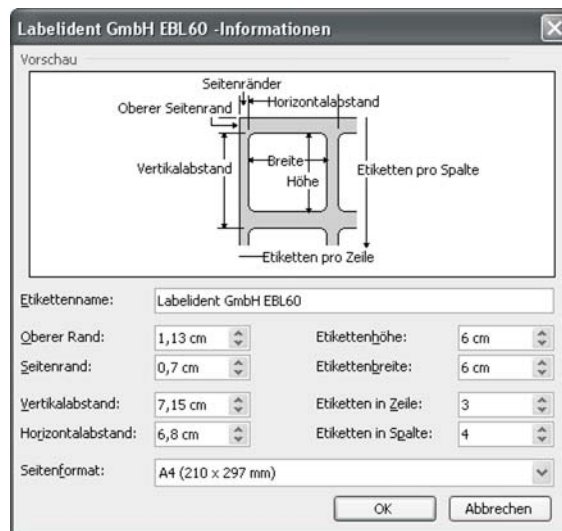 Labelident GmbH EBL60 -Informationen
Vorschau
Seitenränder
Horizontalabstand
Oberer Seitenrand
Vertikalabstand
Breite
Höhe
Etiketten pro Spalte
Etiketten pro Zeile
Etikettenname: Labelident GmbH EBL60
Oberer Rand: 1,13 cm Etikettenhöhe: 6 cm
Seitenrand: 0,7 cm Etikettenbreite: 6 cm
Vertikalabstand: 7,15 cm Etiketten in Zeile: 3
Horizontalabstand: 6,8 cm Etiketten in Spalte: 4
Seitenformat: A4 (210 x 297 mm)
OK Abbrechen